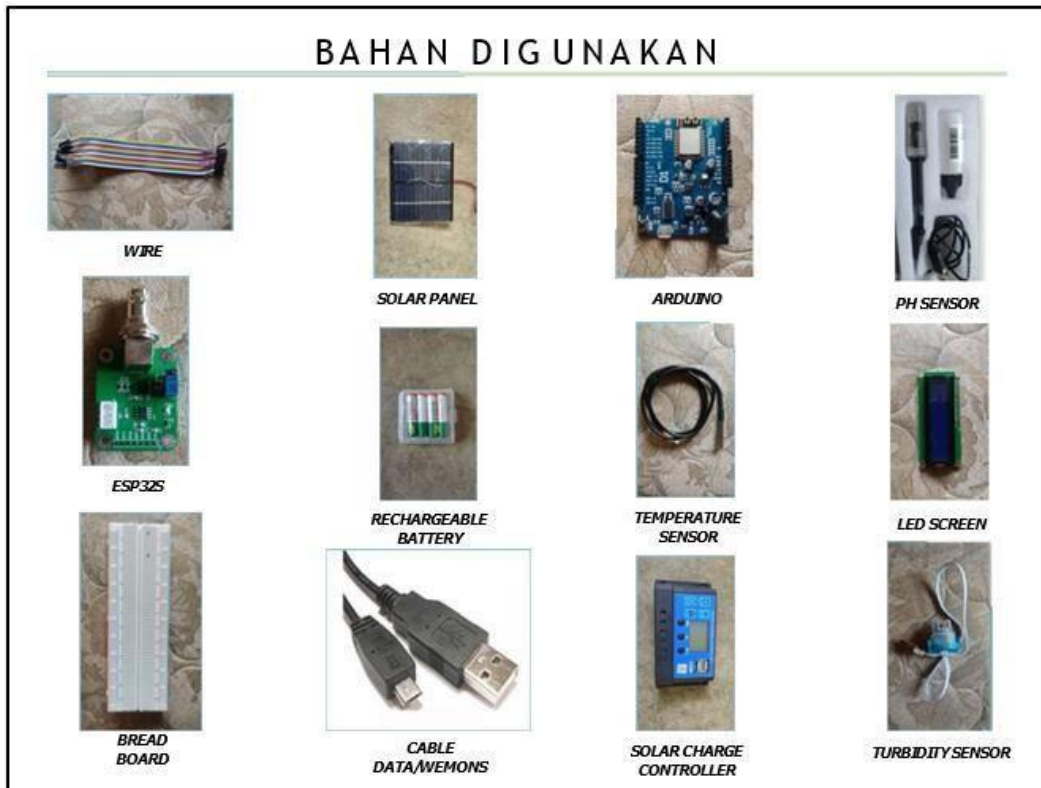 BAHAN DIGUNAKAN
WIRE
SOLAR PANEL
ARDUINO
PH SENSOR
ESP32S
RECHARGEABLE
BATTERY
TEMPERATURE
SENSOR
LED SCREEN
BREAD
BOARD
CABLE
DATA/WEMONS
SOLAR CHARGE
CONTROLLER
TURBIDITY SENSOR